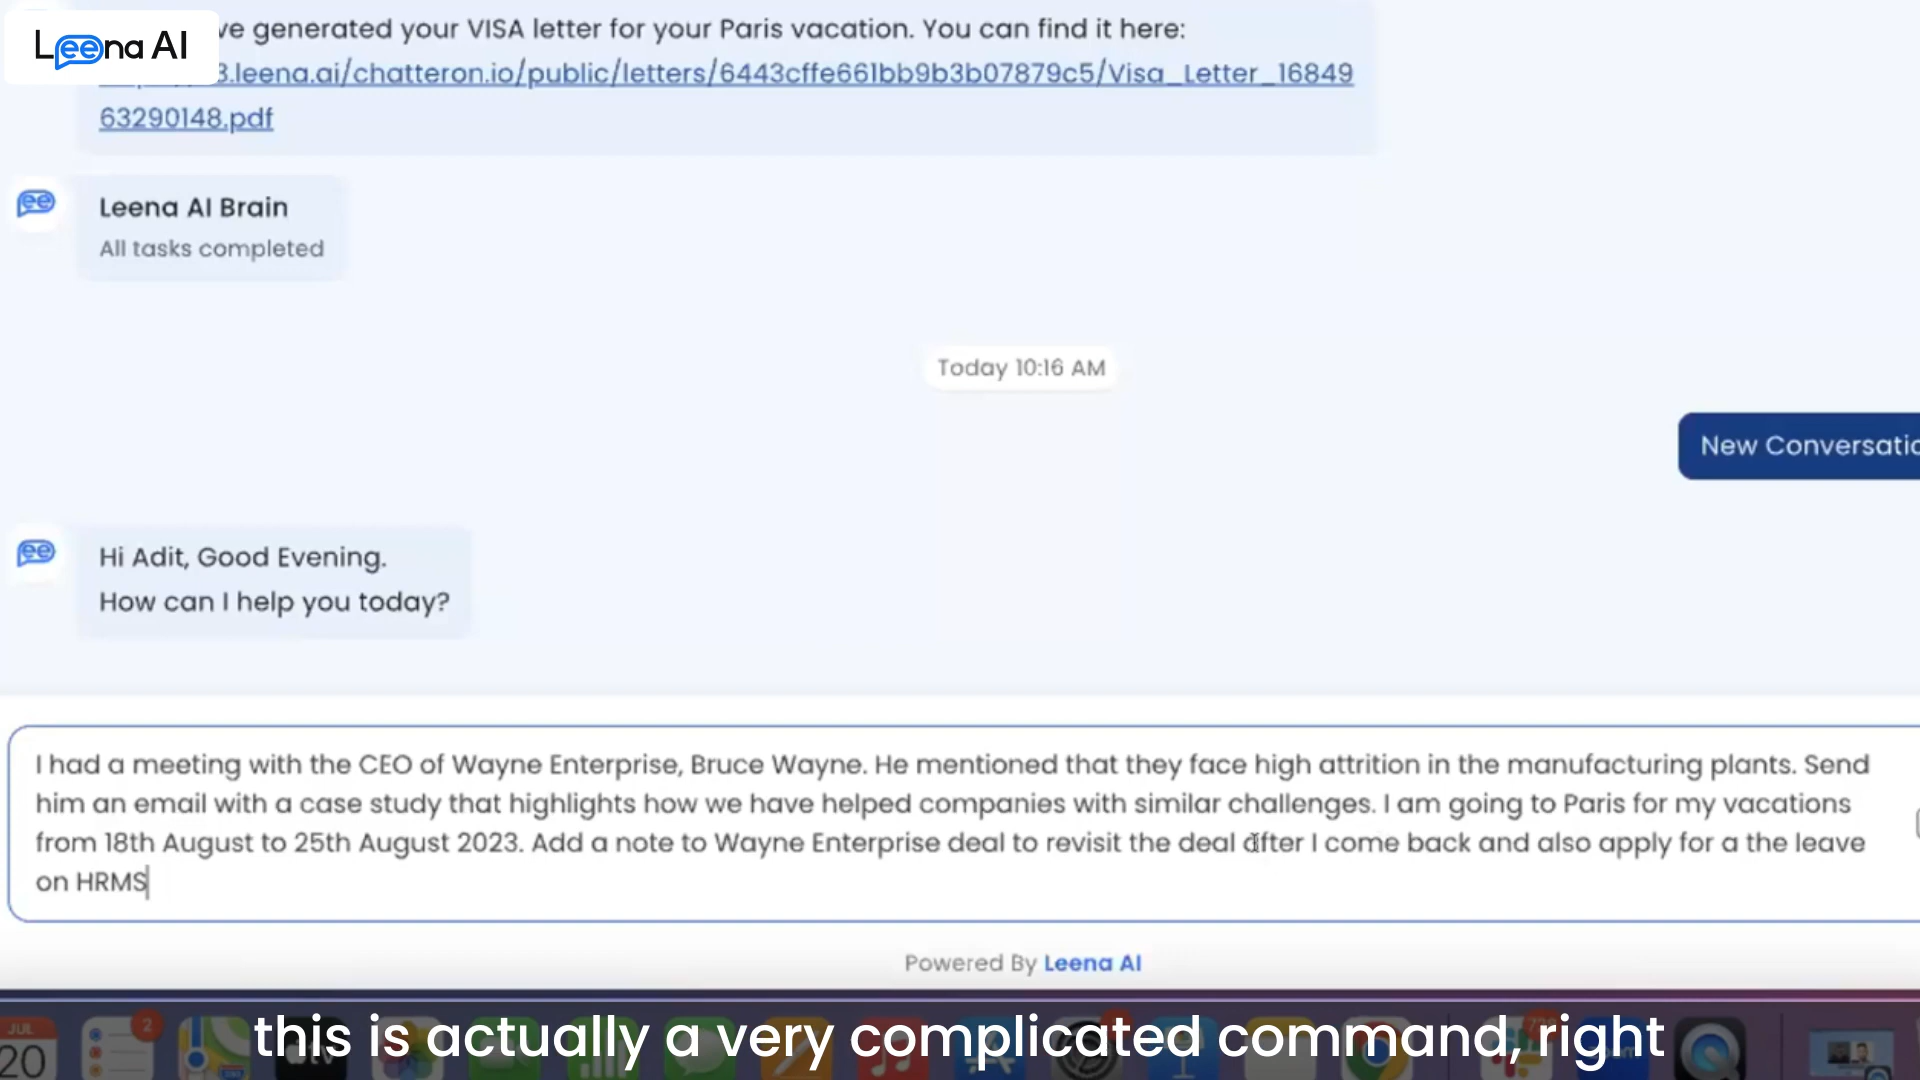 Leena AI
ve generated your VISA letter for your Paris vacation. You can find it here:
3.leena.ai/chatteron.io/public/letters/6443cffe661bb9b3b07879c5/Visa_Letter_16849
63290148.pdf
Leena AI Brain
All tasks completed
Today 10:16 AM
New Conversatio
Hi Adit, Good Evening.
How can I help you today?
I had a meeting with the CEO of Wayne Enterprise, Bruce Wayne. He mentioned that they face high attrition in the manufacturing plants. Send
him an email with a case study that highlights how we have helped companies with similar challenges. I am going to Paris for my vacations
from 18th August to 25th August 2023. Add a note to Wayne Enterprise deal to revisit the deal after I come back and also apply for a the leave
on HRMS
Powered By Leena AI
JUL
20
2
tv
this is actually a very complicated command, right